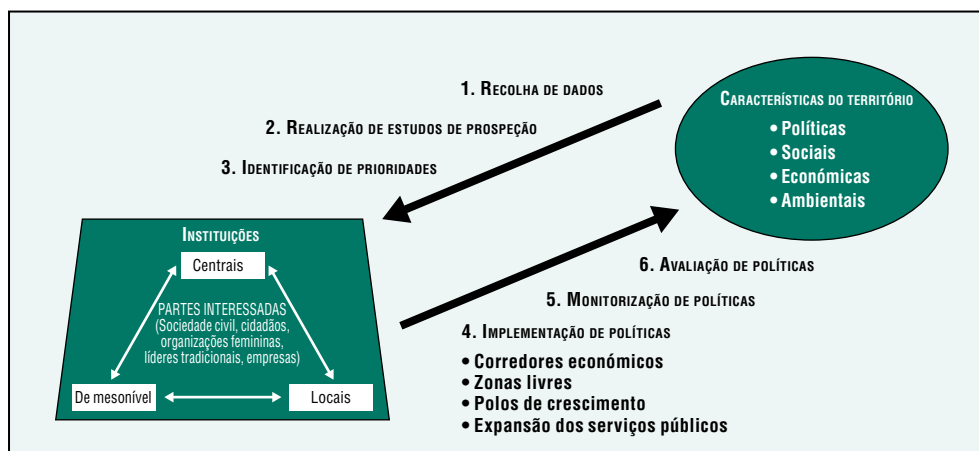 1. Recolha de dados
2. Realização de estudos de prospeção
3. Identificação de prioridades
Características do território
• Políticas
• Sociais
• Económicas
• Ambientais
Instituições
Centrais
PARTES INTERESSADAS
(Sociedade civil, cidadãos,
organizações femininas,
líderes tradicionais, empresas)
De mesonível
Locais
6. Avaliação de políticas
5. Monitorização de políticas
4. Implementação de políticas
• Corredores económicos
• Zonas livres
• Polos de crescimento
• Expansão dos serviços públicos